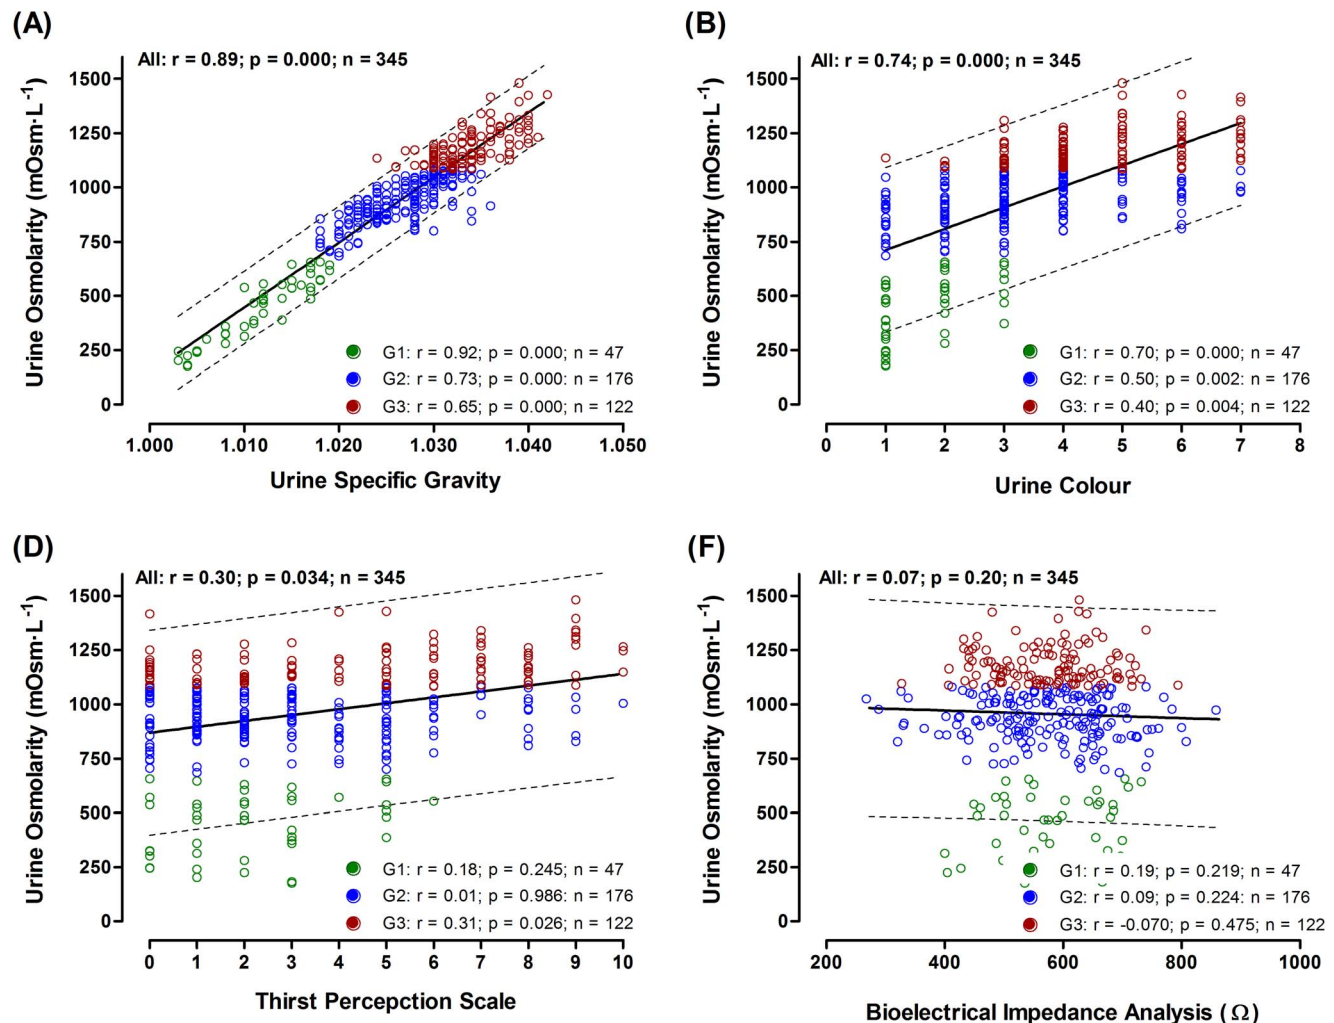 (A)
All: r = 0.89; p = 0.000; n = 345
Urine Osmolarity (mOsm·L⁻¹)
1500
1250
1000
750
500
250
0
G1: r = 0.92; p = 0.000; n = 47
G2: r = 0.73; p = 0.000: n = 176
G3: r = 0.65; p = 0.000; n = 122
1.000 1.010 1.020 1.030 1.040 1.050
Urine Specific Gravity
(B)
All: r = 0.74; p = 0.000; n = 345
Urine Osmolarity (mOsm·L⁻¹)
1500
1250
1000
750
500
250
0
G1: r = 0.70; p = 0.000; n = 47
G2: r = 0.50; p = 0.002: n = 176
G3: r = 0.40; p = 0.004; n = 122
0 1 2 3 4 5 6 7 8
Urine Colour
(D)
All: r = 0.30; p = 0.034; n = 345
Urine Osmolarity (mOsm·L⁻¹)
1500
1250
1000
750
500
250
0
G1: r = 0.18; p = 0.245; n = 47
G2: r = 0.01; p = 0.986: n = 176
G3: r = 0.31; p = 0.026; n = 122
0 1 2 3 4 5 6 7 8 9 10
Thirst Percepction Scale
(F)
All: r = 0.07; p = 0.20; n = 345
Urine Osmolarity (mOsm·L⁻¹)
1500
1250
1000
750
500
250
0
G1: r = 0.19; p = 0.219; n = 47
G2: r = 0.09; p = 0.224: n = 176
G3: r = -0.070; p = 0.475; n = 122
200 400 600 800 1000
Bioelectrical Impedance Analysis (Ω)